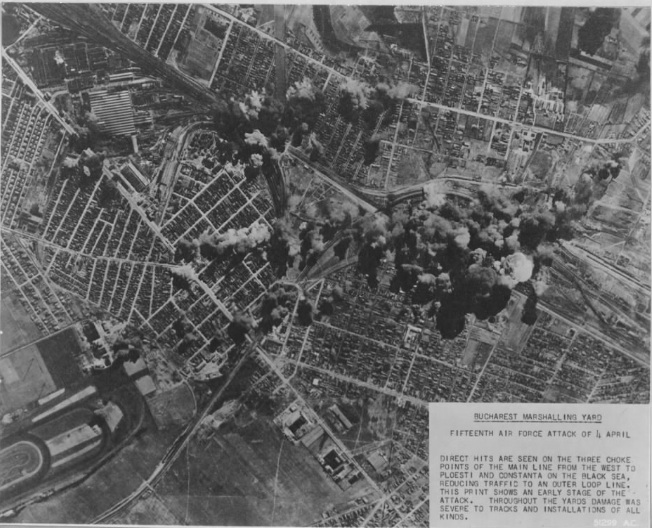 BUCHAREST MARSHALLING YARD
FIFTEENTH AIR FORCE ATTACK OF 4 APRIL
DIRECT HITS ARE SEEN ON THE THREE CHOKE
POINTS OF THE MAIN LINE FROM THE WEST TO
PLOESTI AND CONSTANTA ON THE BLACK SEA,
REDUCING TRAFFIC TO AN OUTER LOOP LINE.
THIS PRINT SHOWS AN EARLY STAGE OF THE
ATTACK. THROUGHOUT THE YARDS DAMAGE WAS
SEVERE TO TRACKS AND INSTALLATIONS OF ALL
KINDS.
AC